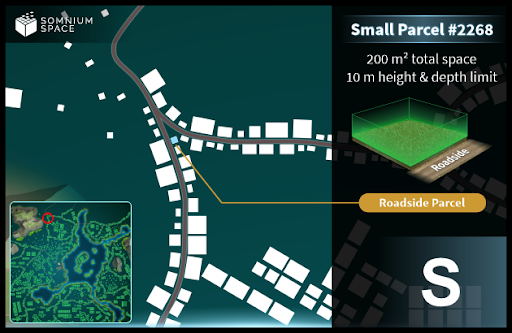 SOMNIUM
SPACE
Small Parcel #2268
200 m² total space
10 m height & depth limit
Roadside
Roadside Parcel
S